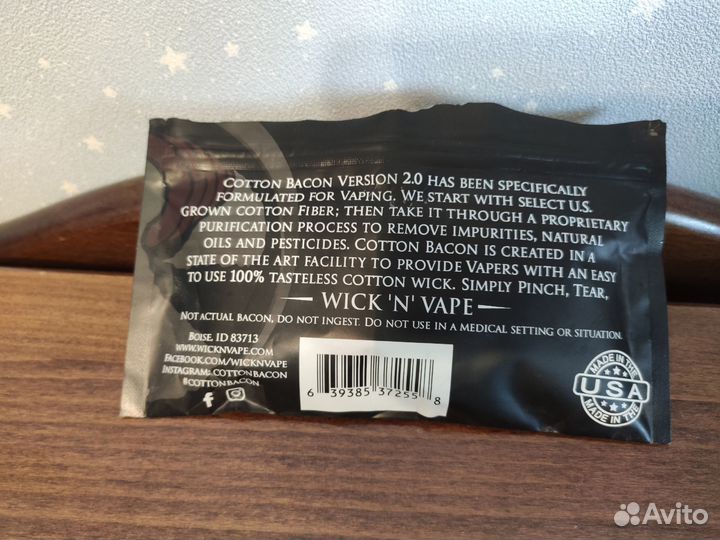 Cotton Bacon Version 2.0 has been specifically
formulated for Vaping. We start with select U.S.
grown cotton Fiber; then take it through a proprietary
purification process to remove impurities, natural
oils and pesticides. Cotton Bacon is created in a
state of the art facility to provide Vapers with an easy
to use 100% tasteless cotton wick. Simply Pinch, Tear,
— WICK 'N' VAPE —
Not actual bacon, do not ingest. Do not use in a medical setting or situation.
Boise, ID 83713
www.wicknvape.com
Facebook.com/wicknvape
Instagram: cottonbacon
#cottonbacon
6 39385 37255 8
MADE IN THE
USA
MADE IN THE
Avito